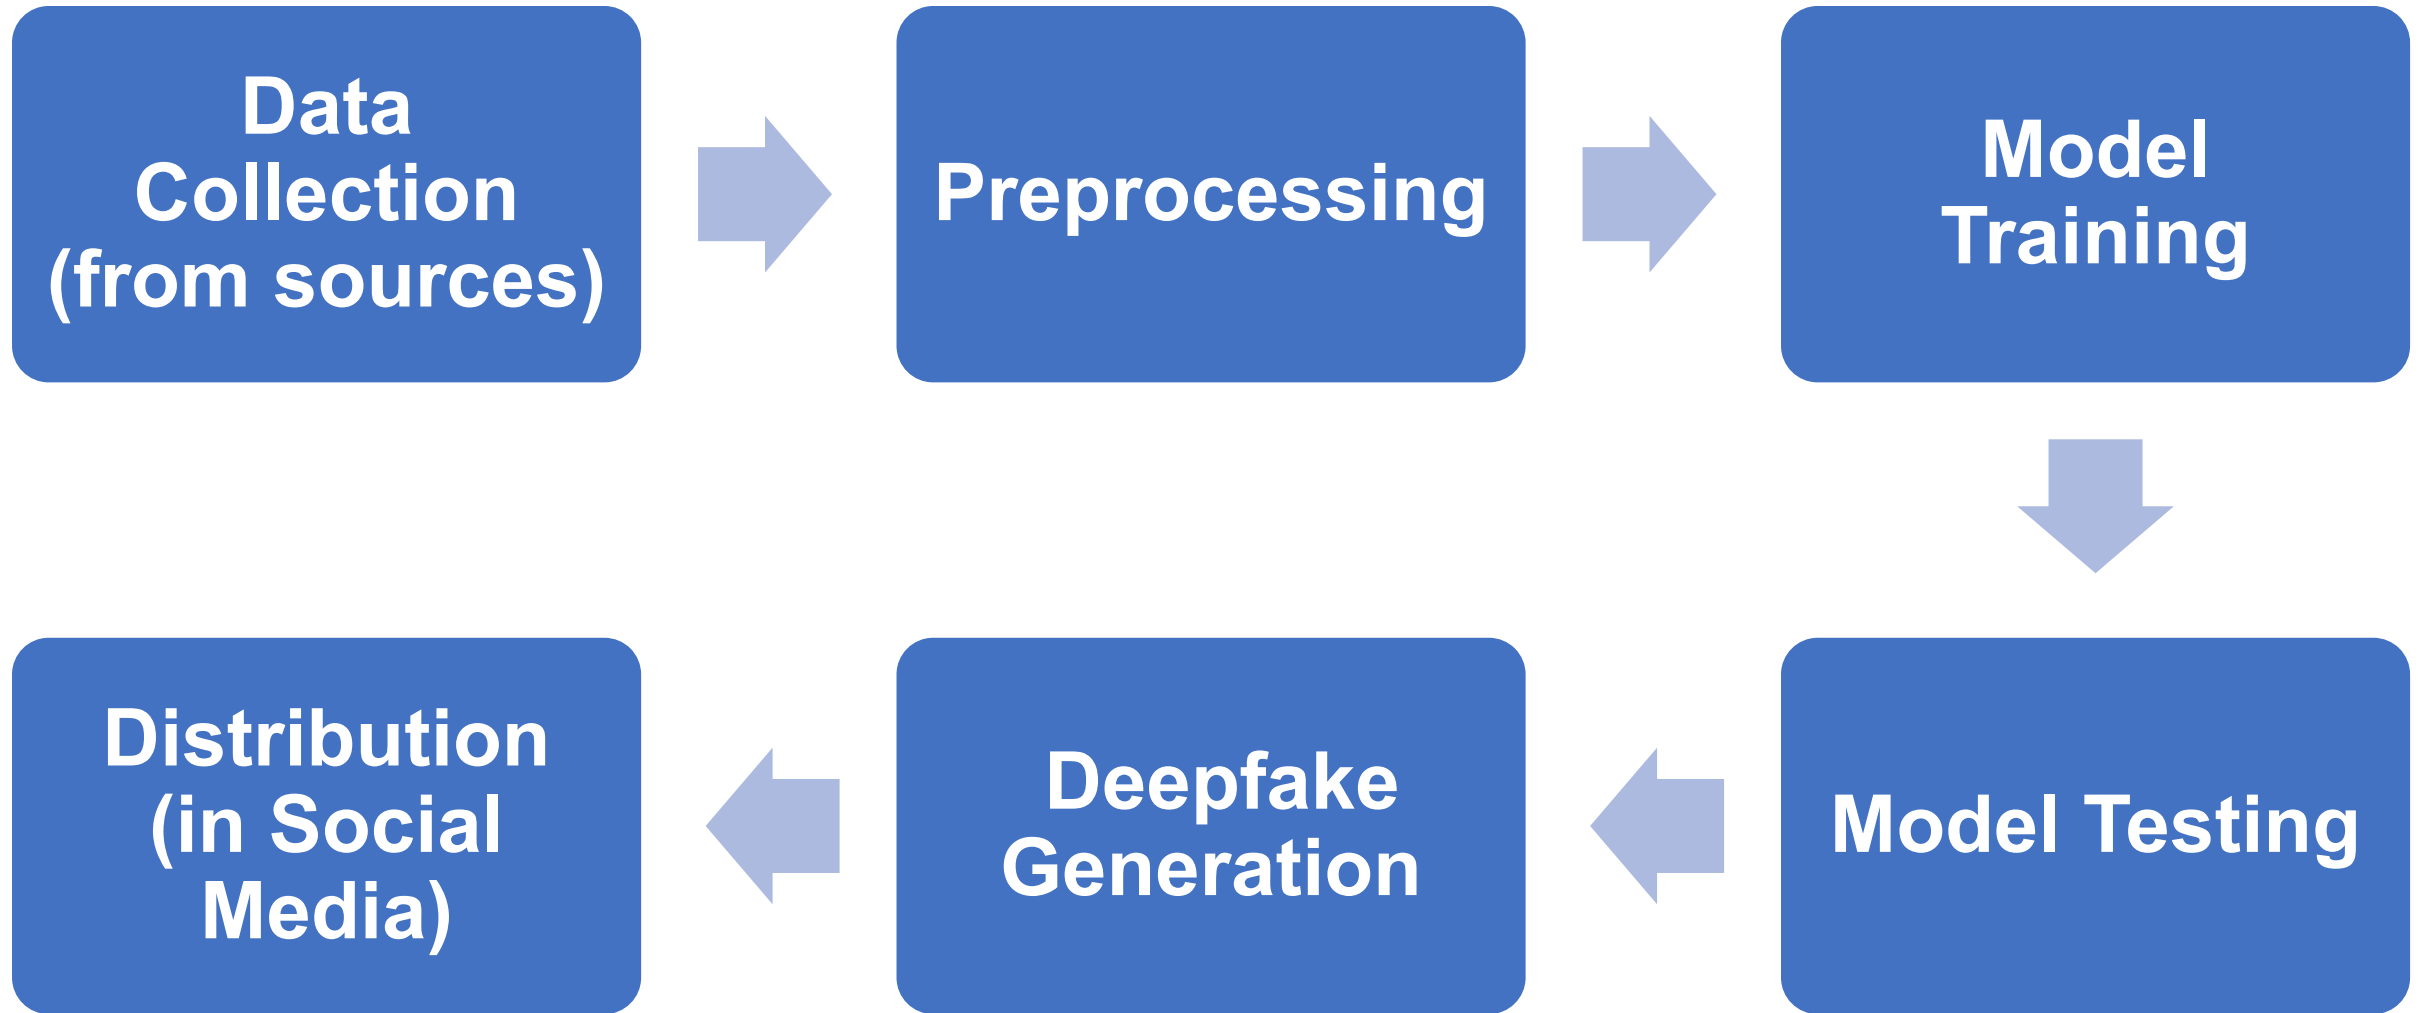 Data
Collection
(from sources)
Preprocessing
Model
Training
Model Testing
Deepfake
Generation
Distribution
(in Social
Media)